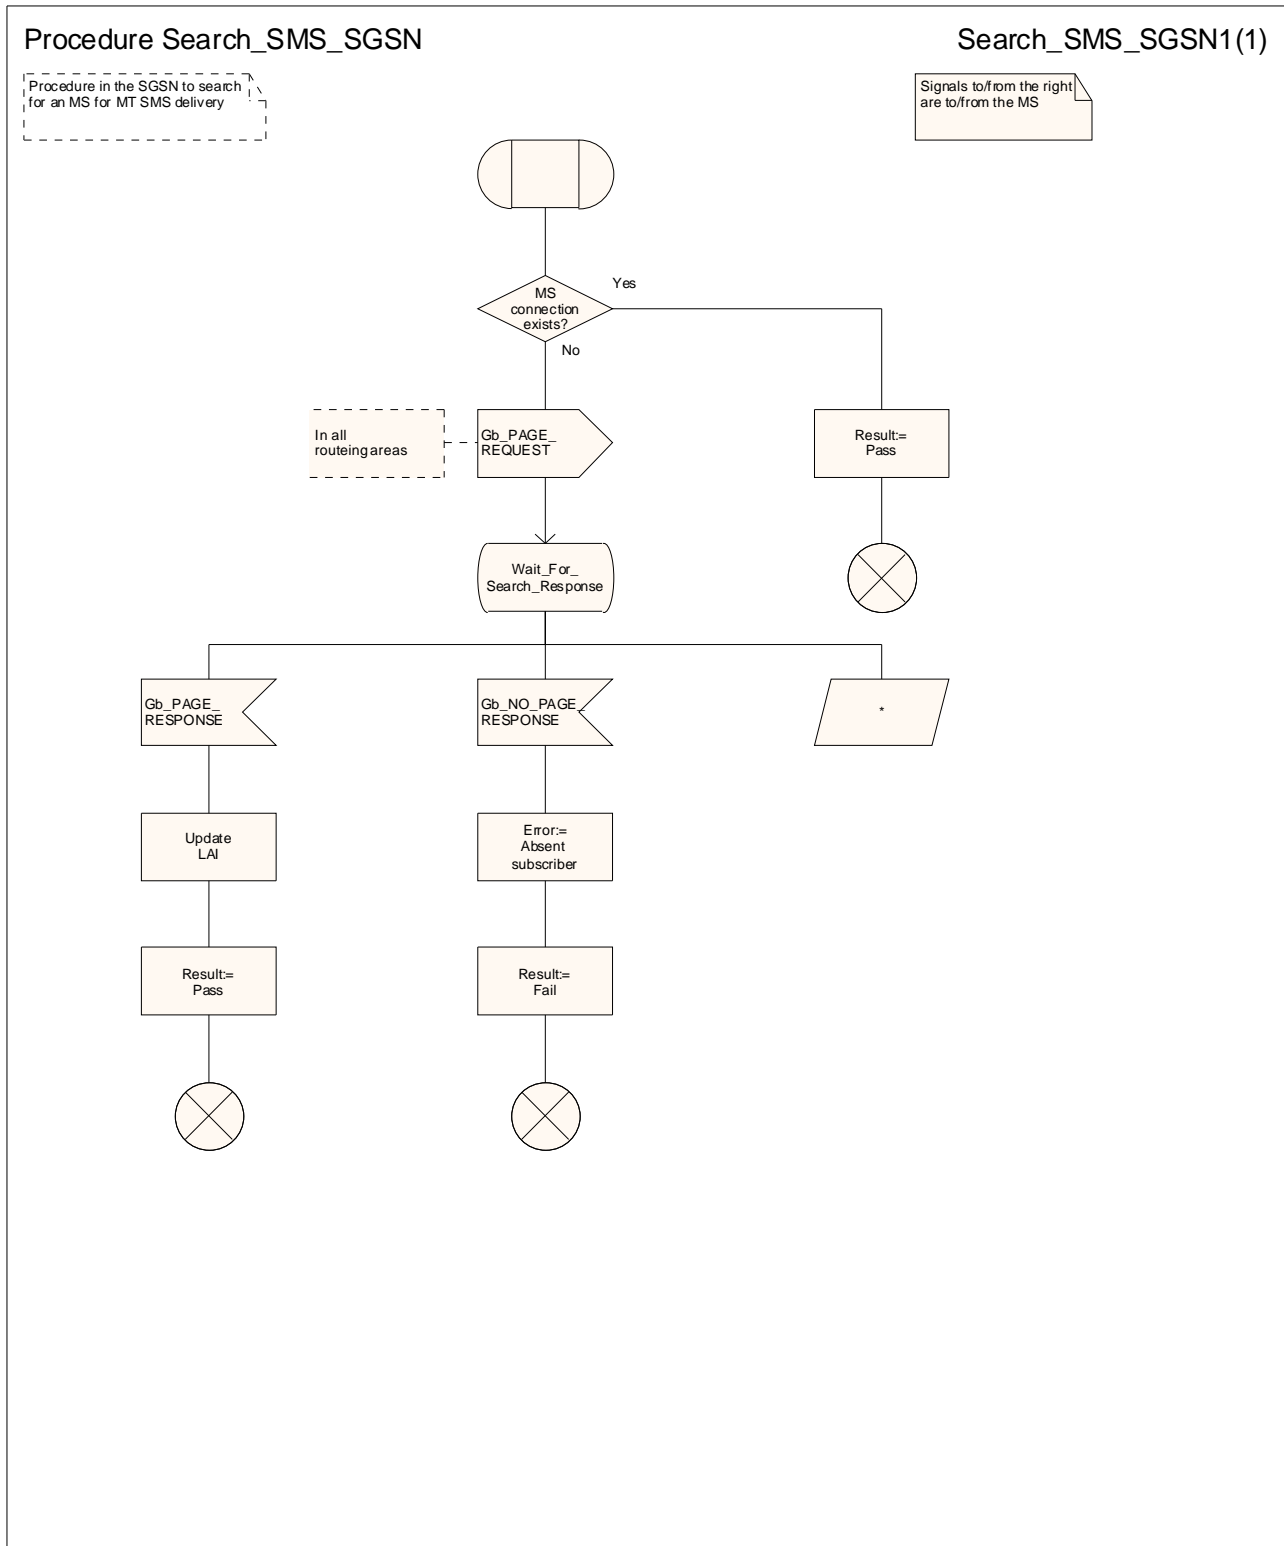 Procedure Search_SMS_SGSN
Search_SMS_SGSN1(1)
Procedure in the SGSN to search
for an MS for MT SMS delivery
Signals to/from the right
are to/from the MS
MS
connection
exists?
Yes
No
In all
routeing areas
Gb_PAGE_
REQUEST
Result:=
Pass
Wait_For_
Search_Response
Gb_PAGE_
RESPONSE
Gb_NO_PAGE_
RESPONSE
*
Update
LAI
Error:=
Absent
subscriber
Result:=
Pass
Result:=
Fail